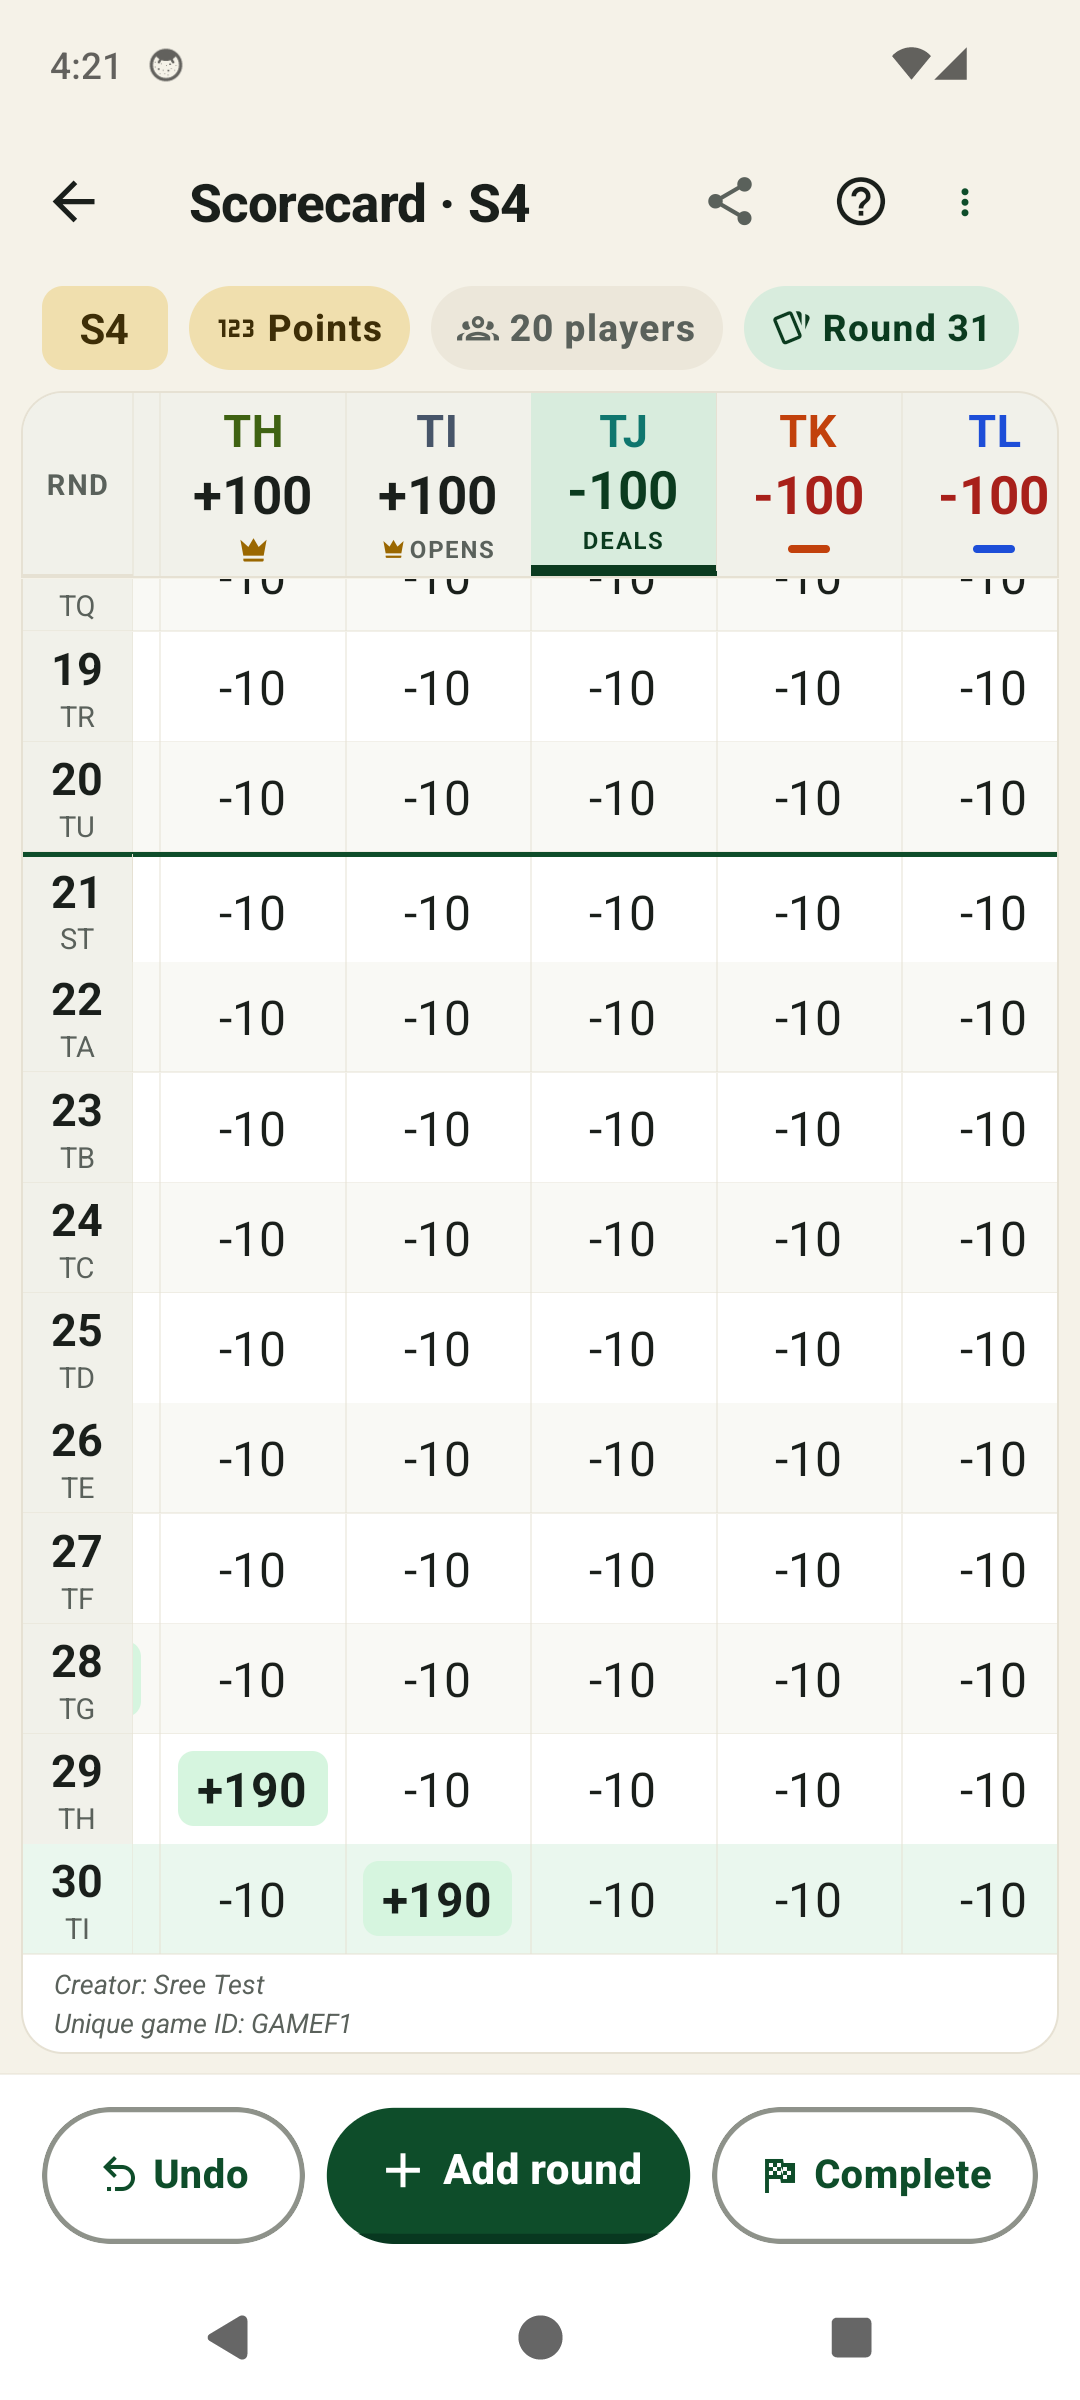 4:21
Scorecard · S4
S4 123 Points 20 players Round 31
RND TH TI TJ TK TL
+100 +100 -100 -100 -100
OPENS DEALS
-10 -10 -10 -10 -10
TQ
19 -10 -10 -10 -10 -10
TR
20 -10 -10 -10 -10 -10
TU
21 -10 -10 -10 -10 -10
ST
22 -10 -10 -10 -10 -10
TA
23 -10 -10 -10 -10 -10
TB
24 -10 -10 -10 -10 -10
TC
25 -10 -10 -10 -10 -10
TD
26 -10 -10 -10 -10 -10
TE
27 -10 -10 -10 -10 -10
TF
28 -10 -10 -10 -10 -10
TG
29 +190 -10 -10 -10 -10
TH
30 -10 +190 -10 -10 -10
TI
Creator: Sree Test
Unique game ID: GAMEF1
Undo + Add round Complete